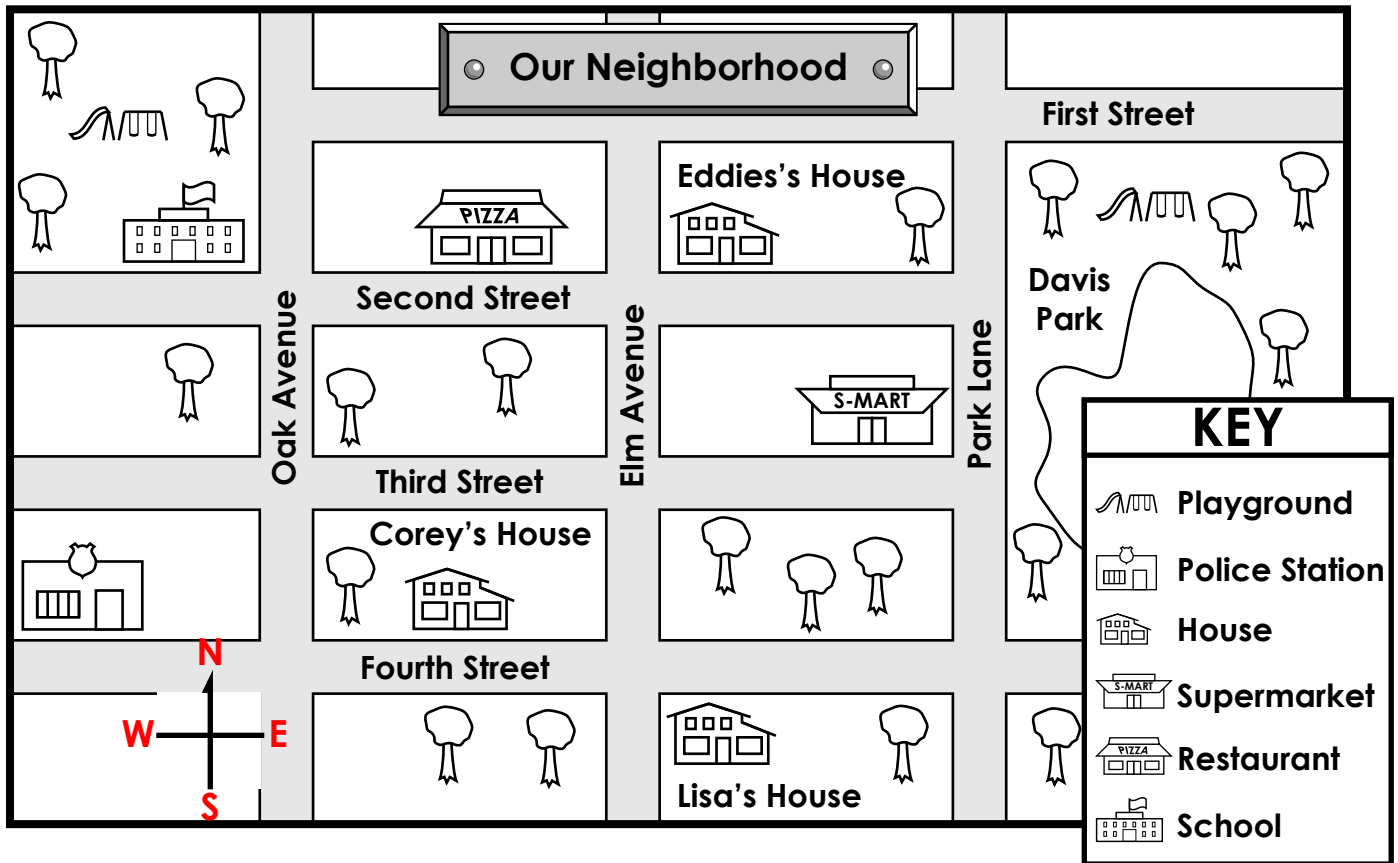 Our Neighborhood
First Street
Eddies's House
PIZZA
Davis
Park
Second Street
Oak Avenue
Elm Avenue
Park Lane
S-MART
Third Street
Corey's House
Fourth Street
Lisa's House
N
W
E
S
KEY
Playground
Police Station
House
S-MART
Supermarket
PIZZA
Restaurant
School